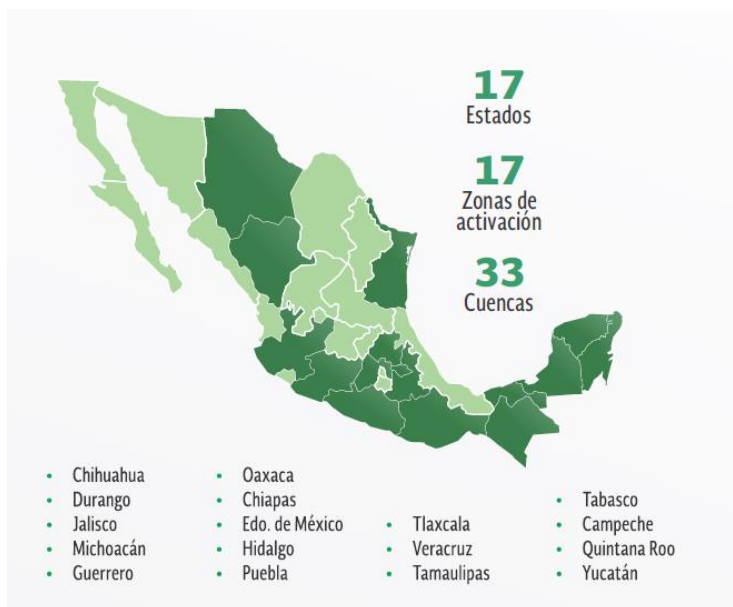 17
Estados
17
Zonas de
activación
33
Cuencas
• Chihuahua
• Durango
• Jalisco
• Michoacán
• Guerrero
• Oaxaca
• Chiapas
• Edo. de México
• Hidalgo
• Puebla
• Tlaxcala
• Veracruz
• Tamaulipas
• Tabasco
• Campeche
• Quintana Roo
• Yucatán